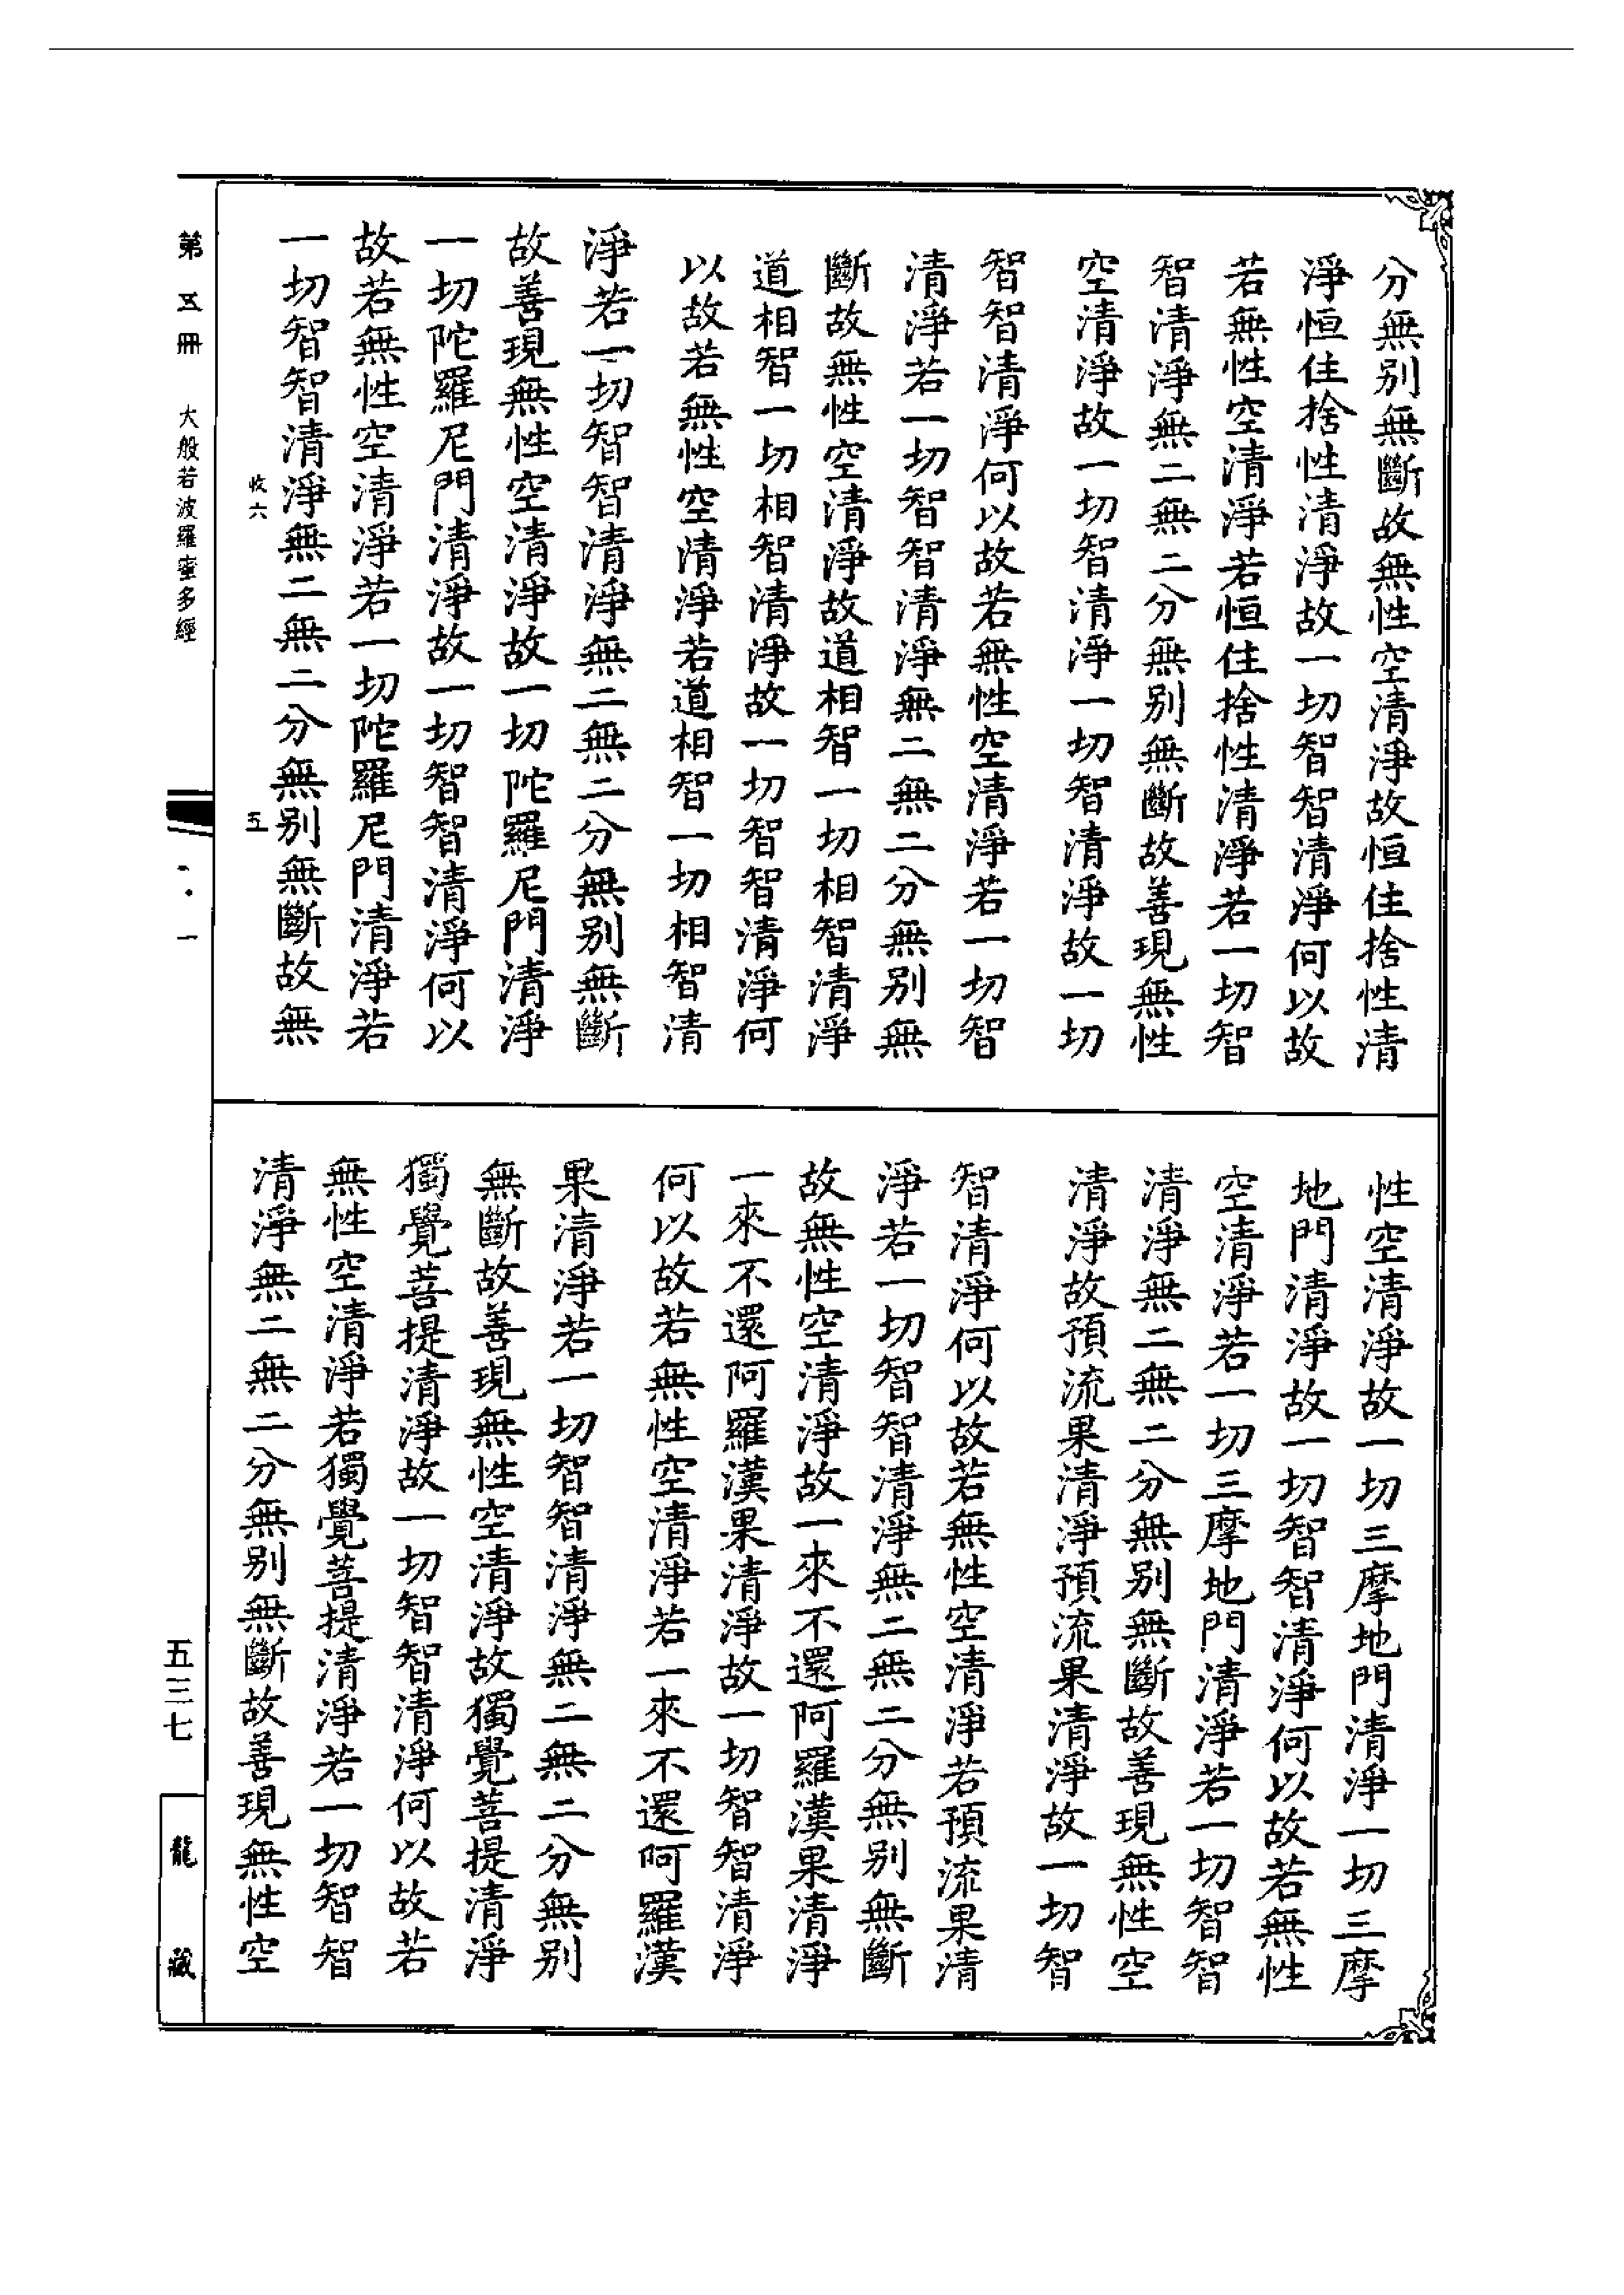 分無別無斷故無性空清淨故恒住捨性清
淨恒住捨性清淨故一切智智清淨何以故
若無性空清淨若恒住捨性清淨若一切智
智清淨無二無二分無別無斷故善現無性
空清淨故一切智清淨一切智清淨故一切
智智清淨何以故若無性空清淨若一切智
清淨若一切智智清淨無二無二分無別無
斷故無性空清淨故道相智一切相智清淨
道相智一切相智清淨故一切智智清淨何
以故若無性空清淨若道相智一切相智清
淨若一切智智清淨無二無二分無別無斷
故善現無性空清淨故一切陀羅尼門清淨
一切陀羅尼門清淨故一切智智清淨何以
故若無性空清淨若一切陀羅尼門清淨若
一切智智清淨無二無二分無別無斷故無
性空清淨故一切三摩地門清淨一切三摩
地門清淨故一切智智清淨何以故若無性
空清淨若一切三摩地門清淨若一切智智
清淨無二無二分無別無斷故善現無性空
清淨故預流果清淨預流果清淨故一切智
智清淨何以故若無性空清淨若預流果清
淨若一切智智清淨無二無二分無別無斷
故無性空清淨故一來不還阿羅漢果清淨
一來不還阿羅漢果清淨故一切智智清淨
何以故若無性空清淨若一來不還阿羅漢
果清淨若一切智智清淨無二無二分無別
無斷故善現無性空清淨故獨覺菩提清淨
獨覺菩提清淨故一切智智清淨何以故若
無性空清淨若獨覺菩提清淨若一切智智
清淨無二無二分無別無斷故善現無性空
收六 五
第五冊 大般若波羅蜜多經
五三七
龍藏